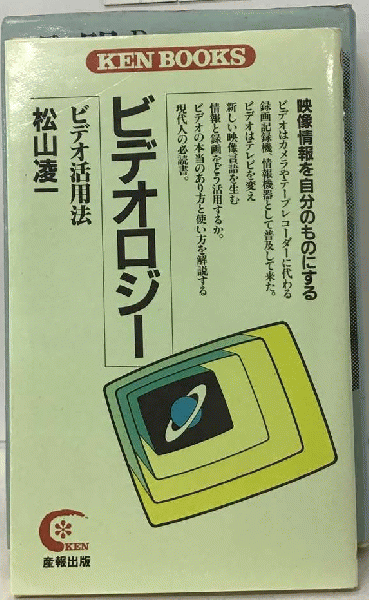 KEN BOOKS
映像情報を自分のものにする
ビデオはカメラやテープレコーダーに代わる
録画記録機、情報機器として普及して来た。
ビデオはテレビを変え
新しい映像言語を生む
情報と録画をどう活用するか。
ビデオの本当のあり方と使い方を解説する
現代人の必読書。
ビデオロジー
ビデオ活用法
松山凌一
KEN
産報出版